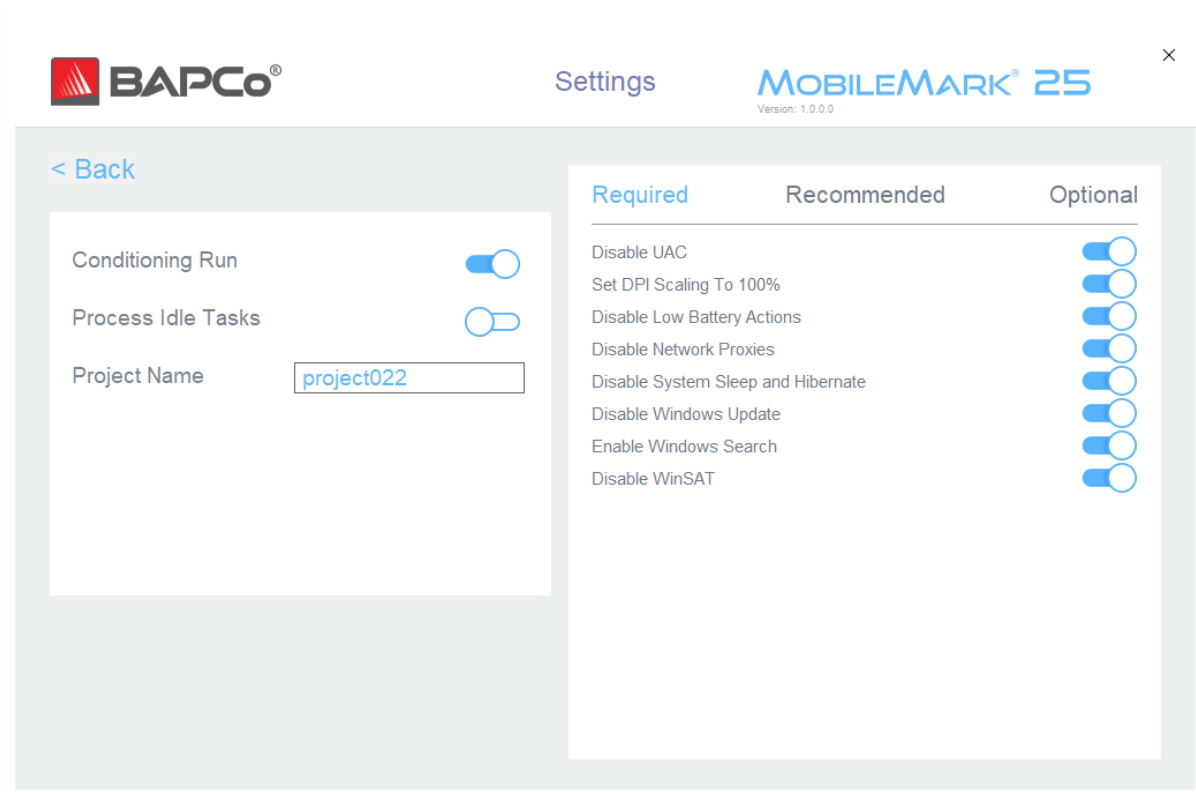 BAPCo®
Settings
MOBILEMARK® 25
Version: 1.0.0.0
< Back
Conditioning Run
Process Idle Tasks
Project Name
project022
Required Recommended Optional
Disable UAC
Set DPI Scaling To 100%
Disable Low Battery Actions
Disable Network Proxies
Disable System Sleep and Hibernate
Disable Windows Update
Enable Windows Search
Disable WinSAT